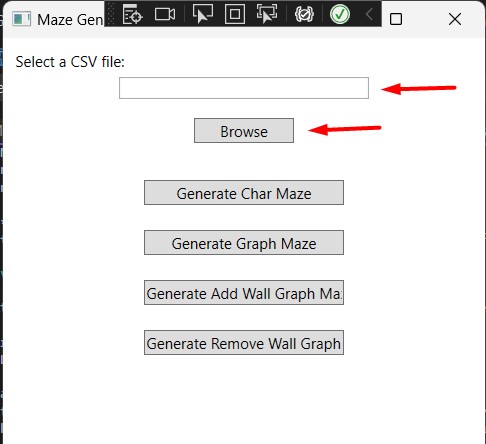 Maze Gen
Select a CSV file:
Browse
Generate Char Maze
Generate Graph Maze
Generate Add Wall Graph Ma
Generate Remove Wall Graph